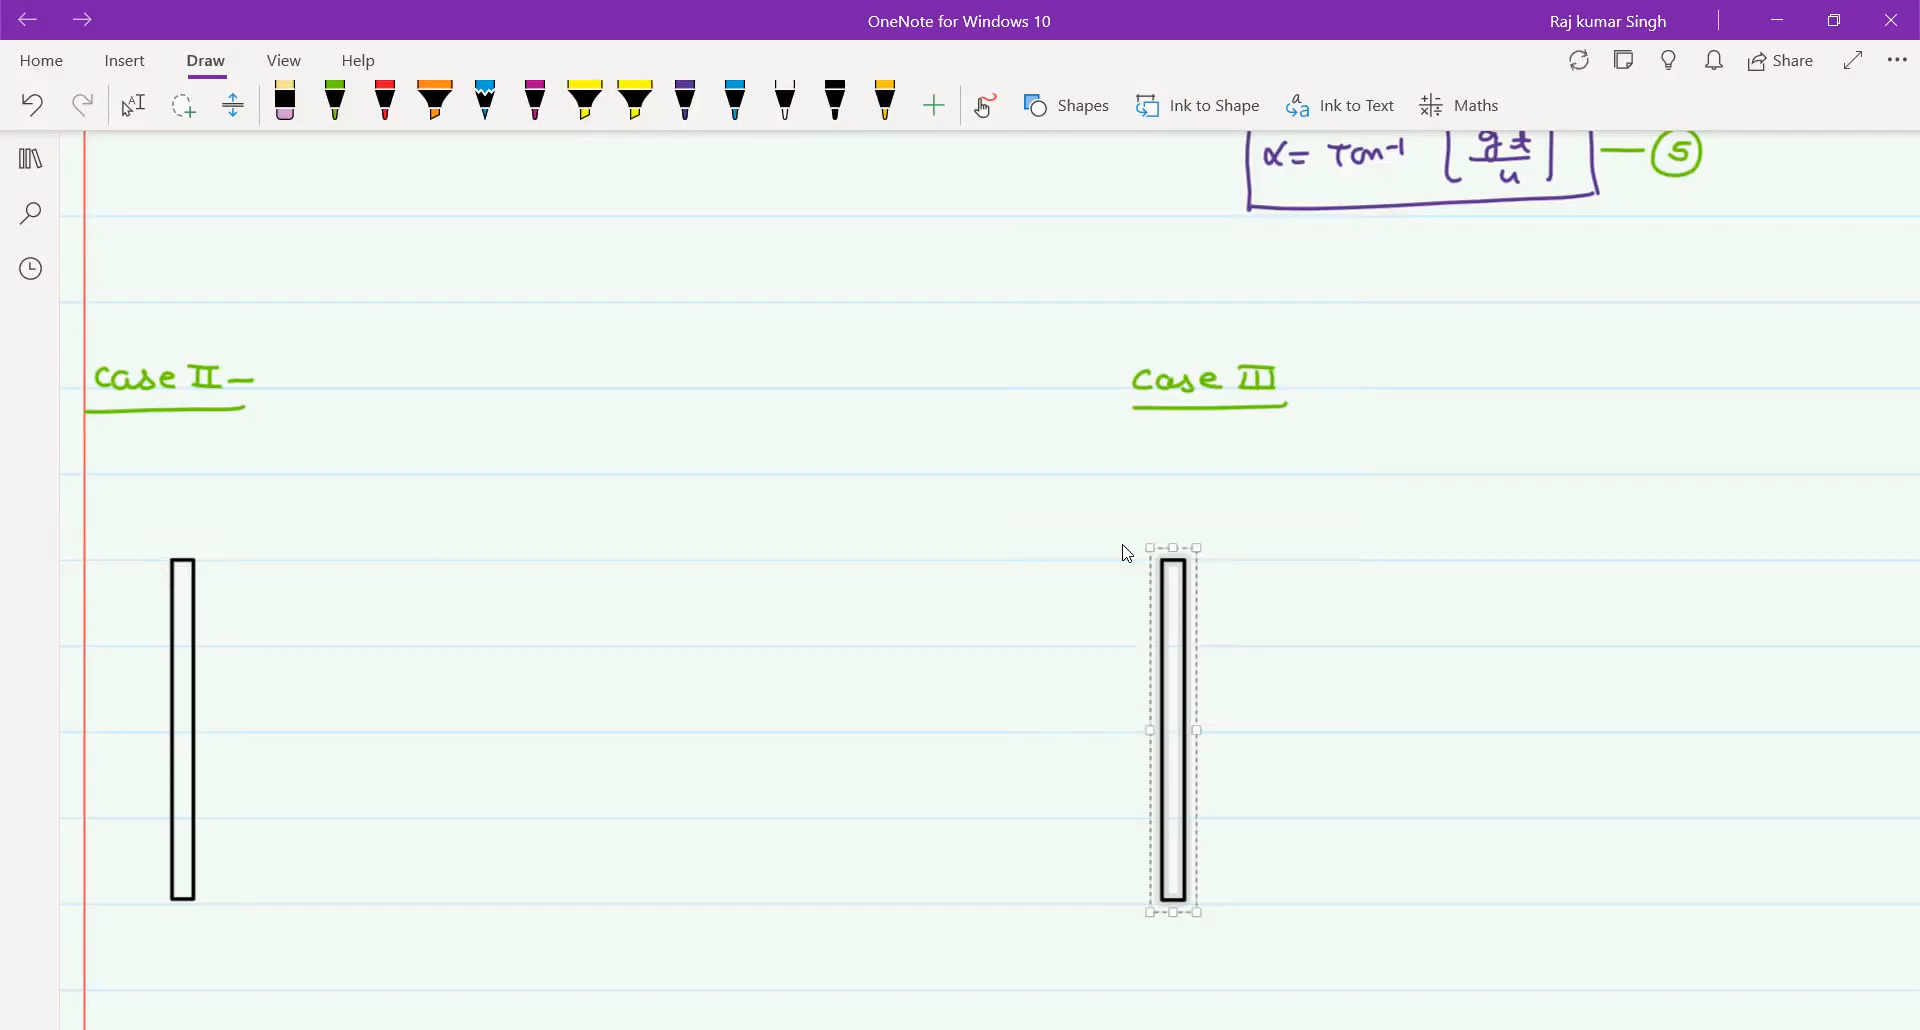 OneNote for Windows 10
Raj kumar Singh
Home Insert Draw View Help
Share
Shapes Ink to Shape Ink to Text Maths
α = Tan⁻¹ [gt/u] — 5
Case II —
Case III